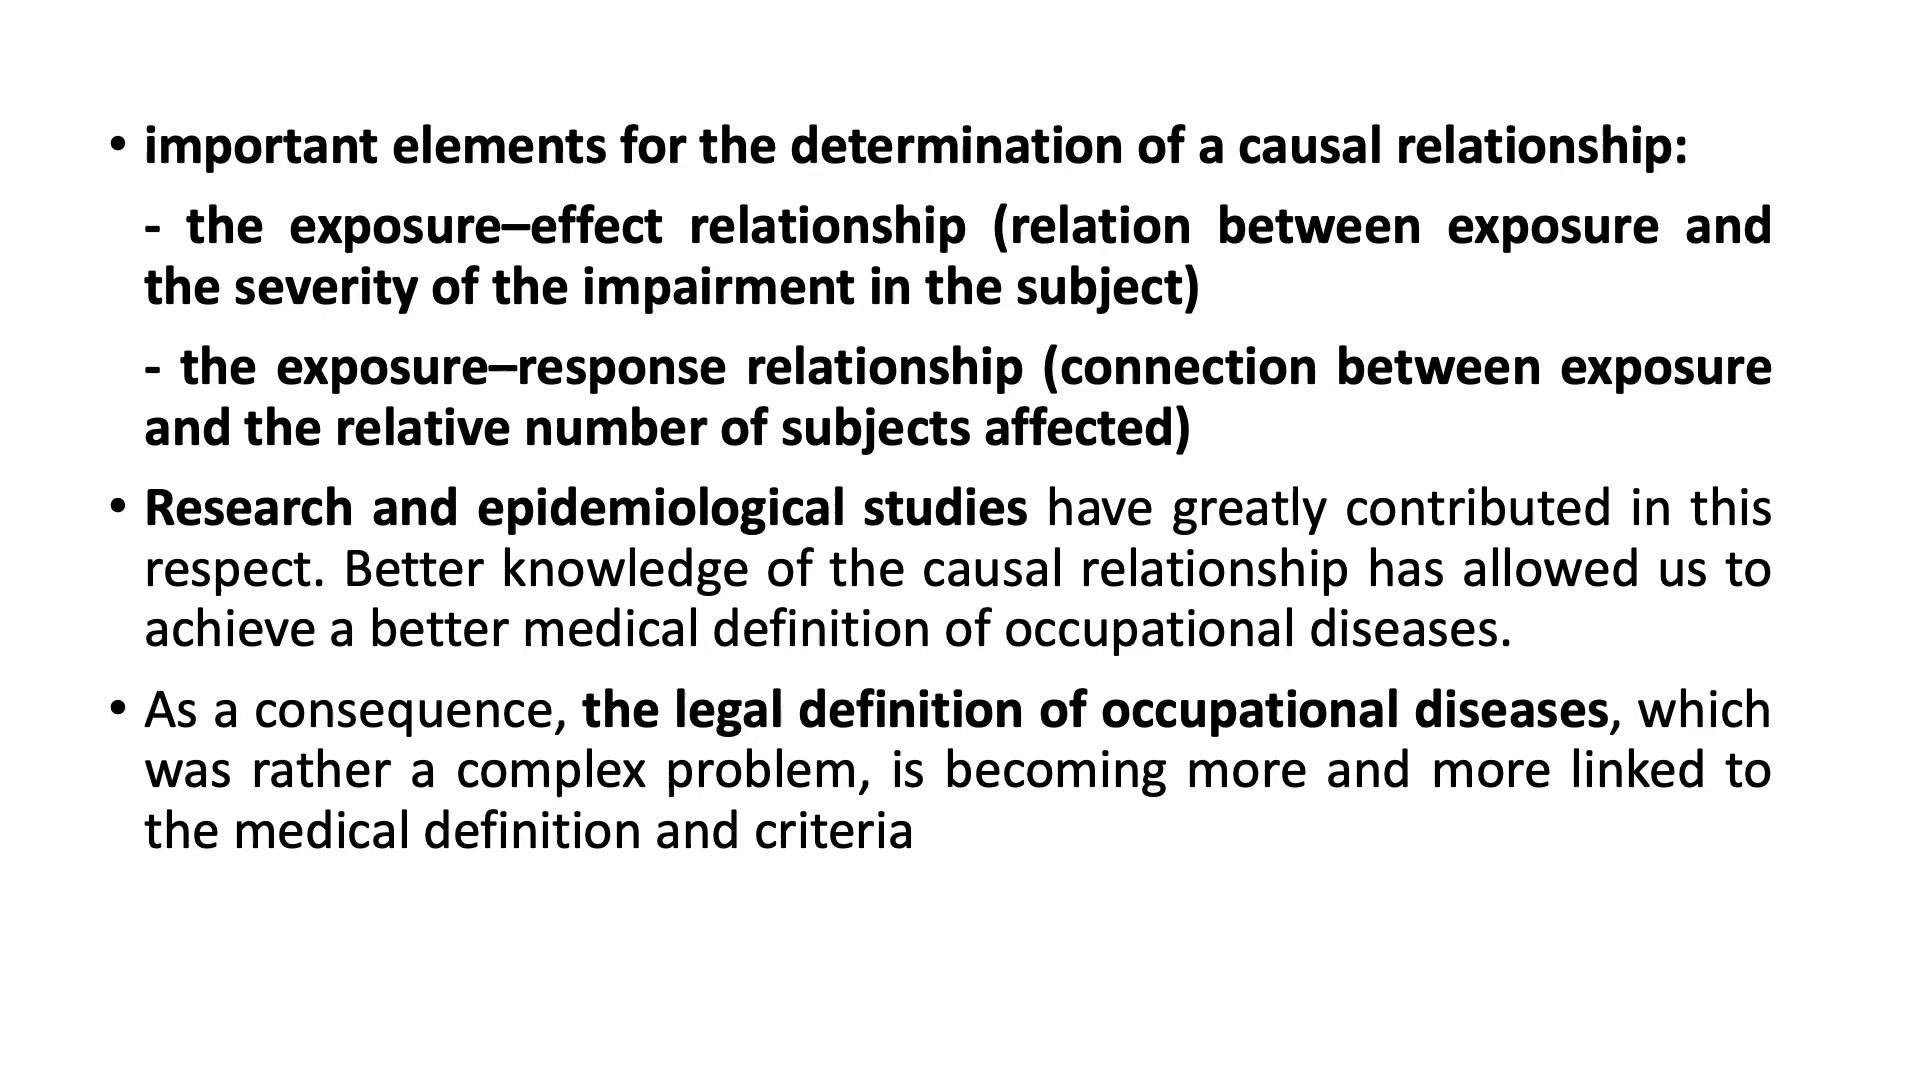 • important elements for the determination of a causal relationship:
- the exposure–effect relationship (relation between exposure and
the severity of the impairment in the subject)
- the exposure–response relationship (connection between exposure
and the relative number of subjects affected)
• Research and epidemiological studies have greatly contributed in this
respect. Better knowledge of the causal relationship has allowed us to
achieve a better medical definition of occupational diseases.
• As a consequence, the legal definition of occupational diseases, which
was rather a complex problem, is becoming more and more linked to
the medical definition and criteria